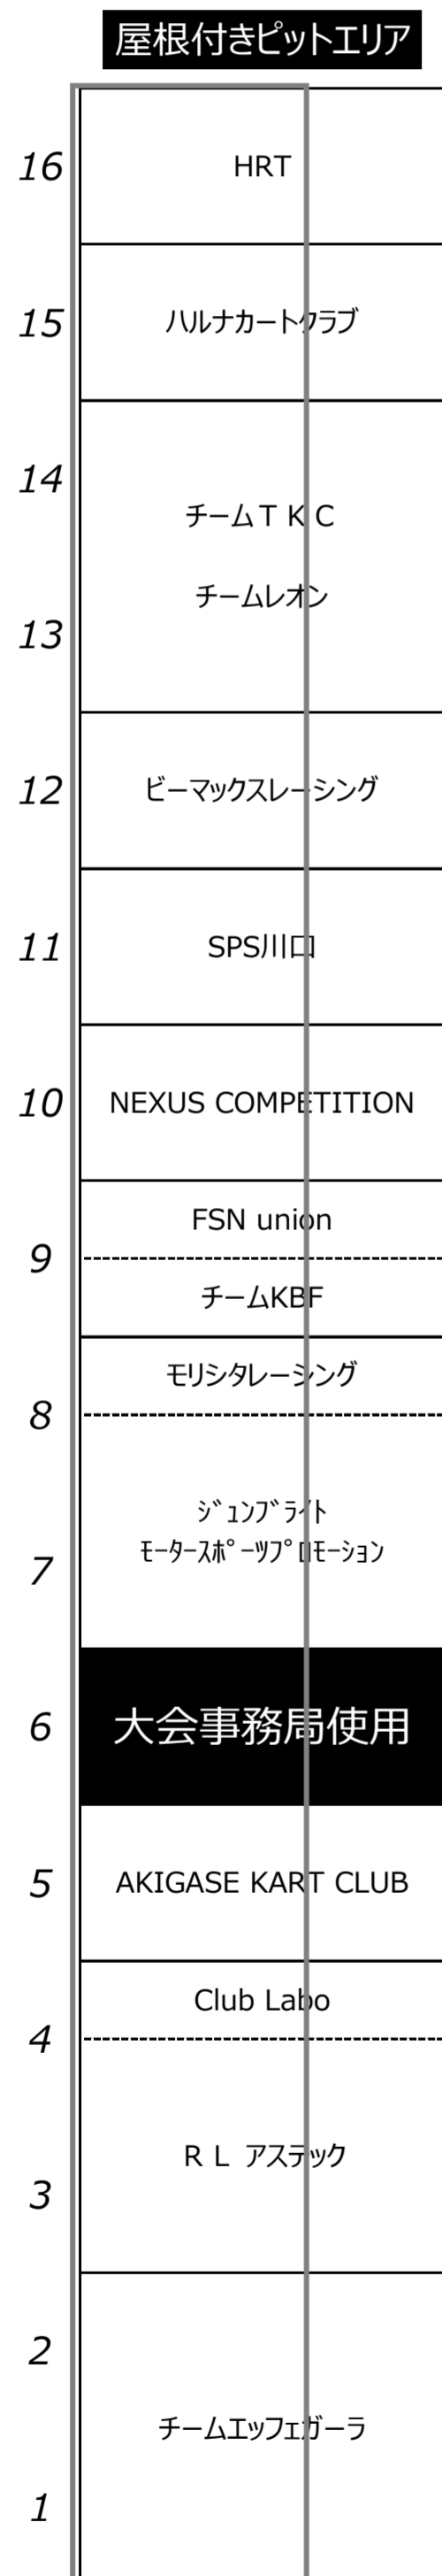 屋根付きピットエリア
16
HRT
15
ハルナカートクラブ
14
チームＴＫＣ
チームレオン
13
12
ビーマックスレーシング
11
SPS川口
10
NEXUS COMPETITION
FSN union
9
チームKBF
モリシタレーシング
8
ｼﾞｭﾝﾌﾞﾗｲﾄ
ﾓｰﾀｰｽﾎﾟｰﾂﾌﾟﾛﾓｰｼｮﾝ
7
6
大会事務局使用
5
AKIGASE KART CLUB
Club Labo
4
ＲＬ アステック
3
2
チームエッフェガーラ
1